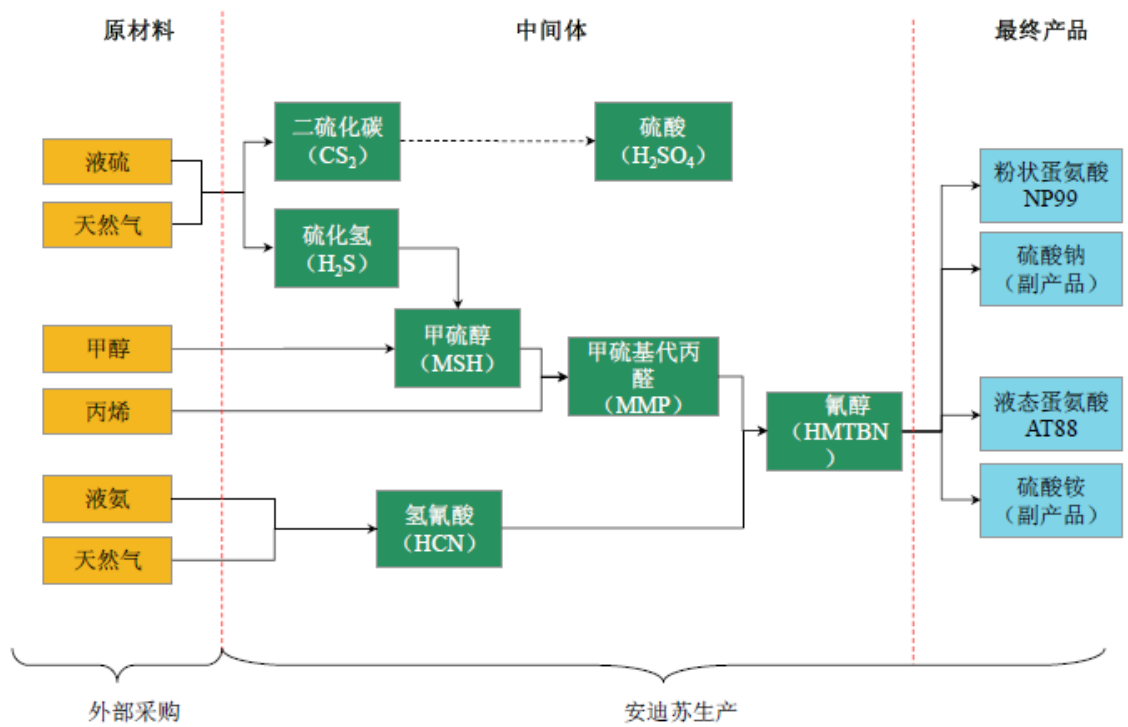 原材料
中间体
最终产品
二硫化碳
（CS₂）
硫酸
（H₂SO₄）
液硫
天然气
硫化氢
（H₂S）
粉状蛋氨酸
NP99
硫酸钠
（副产品）
甲醇
甲硫醇
（MSH）
丙烯
甲硫基代丙
醛
（MMP）
氰醇
（HMTBN
）
液态蛋氨酸
AT88
液氨
天然气
氢氰酸
（HCN）
硫酸铵
（副产品）
外部采购
安迪苏生产